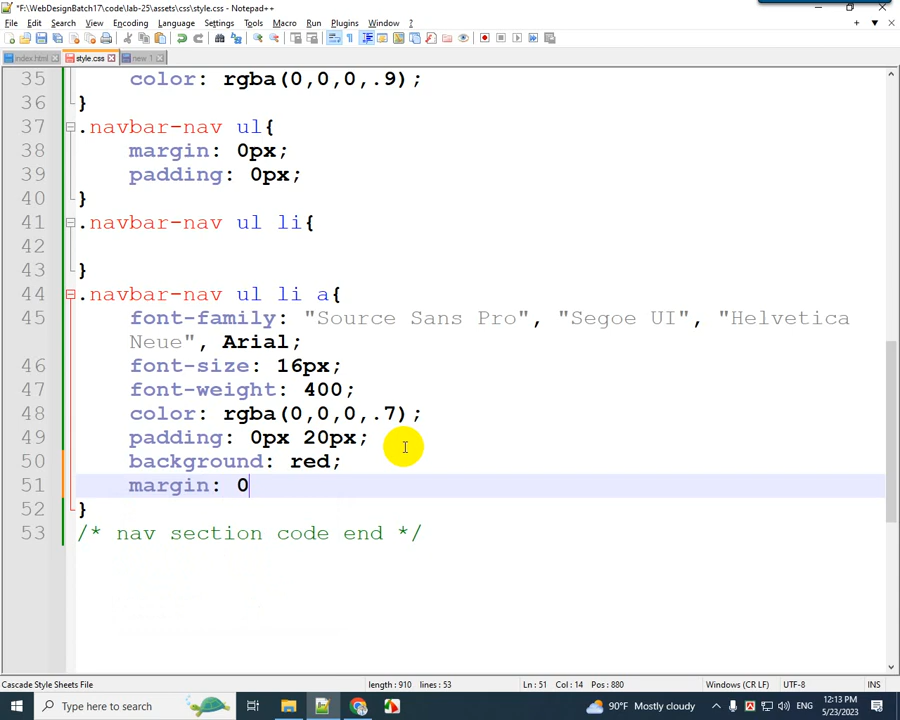 *F:\WebDesignBatch17\code\lab-25\assets\css\style.css - Notepad++
File Edit Search View Encoding Language Settings Tools Macro Run Plugins Window ?
index.html style.css new 1
35 color: rgba(0,0,0,.9);
36 }
37 .navbar-nav ul{
38 margin: 0px;
39 padding: 0px;
40 }
41 .navbar-nav ul li{
42
43 }
44 .navbar-nav ul li a{
45 font-family: "Source Sans Pro", "Segoe UI", "Helvetica
Neue", Arial;
46 font-size: 16px;
47 font-weight: 400;
48 color: rgba(0,0,0,.7);
49 padding: 0px 20px;
50 background: red;
51 margin: 0
52 }
53 /* nav section code end */
Cascade Style Sheets File length: 910 lines: 53 Ln: 51 Col: 14 Pos: 880 Windows (CR LF) UTF-8 INS
Type here to search 90°F Mostly cloudy ENG 12:13 PM
5/23/2023